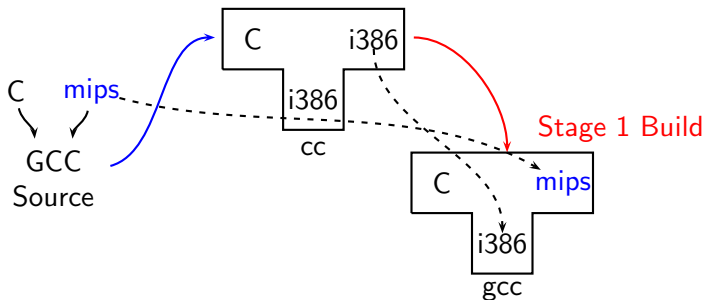 C i386
i386
cc
C mips
GCC
Source
Stage 1 Build
C mips
i386
gcc